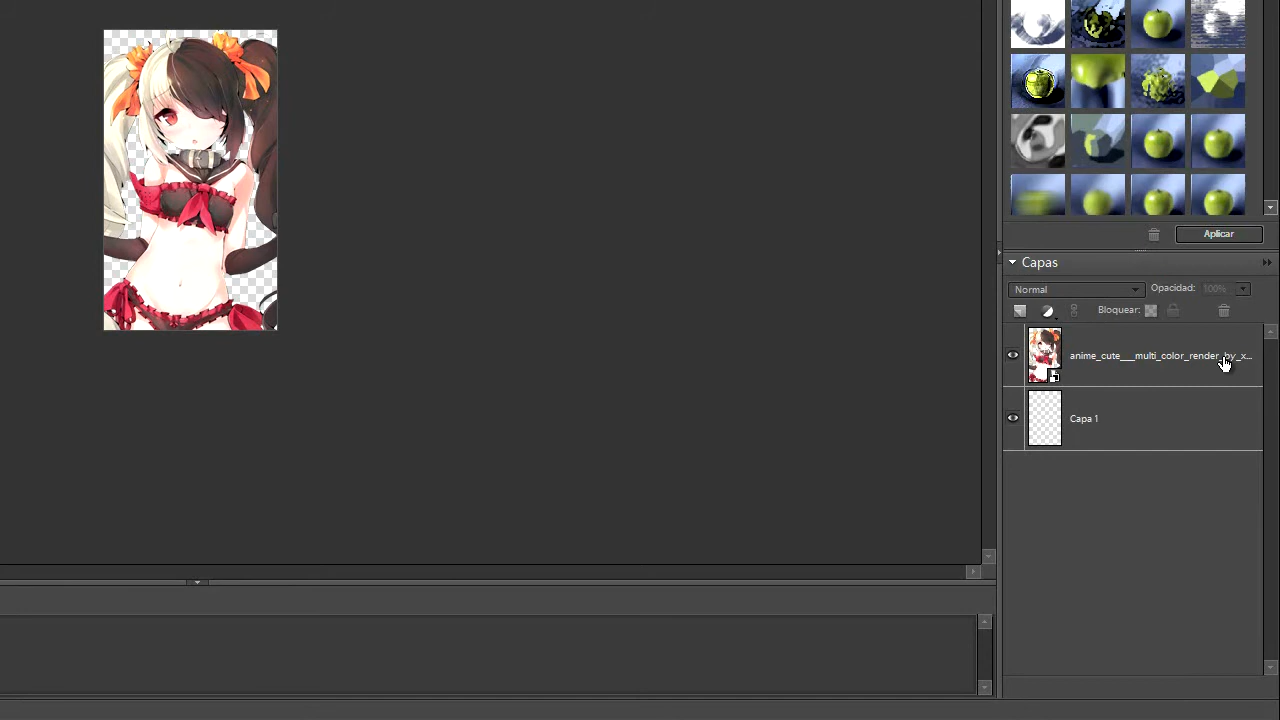 Aplicar
Capas
Normal
Opacidad: 100%
Bloquear:
anime_cute___multi_color_render_by_x...
Capa 1